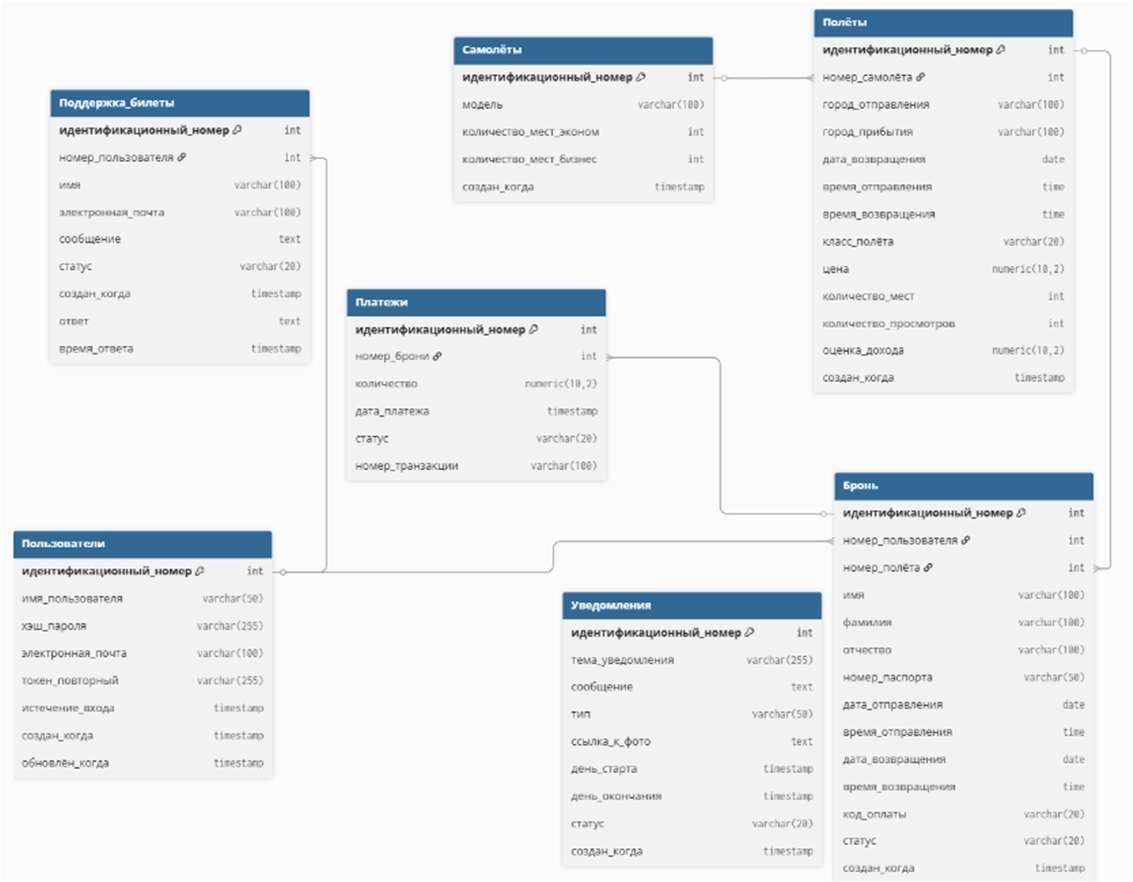 Поддержка_билеты
идентификационный_номер int
номер_пользователя int
имя varchar(100)
электронная_почта varchar(100)
сообщение text
статус varchar(20)
создан_когда timestamp
ответ text
время_ответа timestamp
Самолёты
идентификационный_номер int
модель varchar(100)
количество_мест_эконом int
количество_мест_бизнес int
создан_когда timestamp
Полёты
идентификационный_номер int
номер_самолёта int
город_отправления varchar(100)
город_прибытия varchar(100)
дата_возвращения date
время_отправления time
время_возвращения time
класс_полёта varchar(20)
цена numeric(10,2)
количество_мест int
количество_просмотров int
оценка_дохода numeric(10,2)
создан_когда timestamp
Платежи
идентификационный_номер int
номер_брони int
количество numeric(10,2)
дата_платежа timestamp
статус varchar(20)
номер_транзакции varchar(100)
Пользователи
идентификационный_номер int
имя_пользователя varchar(50)
хэш_пароля varchar(255)
электронная_почта varchar(100)
токен_повторный varchar(255)
истечение_входа timestamp
создан_когда timestamp
обновлён_когда timestamp
Уведомления
идентификационный_номер int
тема_уведомления varchar(255)
сообщение text
тип varchar(50)
ссылка_к_фото text
день_старта timestamp
день_окончания timestamp
статус varchar(20)
создан_когда timestamp
Бронь
идентификационный_номер int
номер_пользователя int
номер_полёта int
имя varchar(100)
фамилия varchar(100)
отчество varchar(100)
номер_паспорта varchar(50)
дата_отправления date
время_отправления time
дата_возвращения date
время_возвращения time
код_оплаты varchar(20)
статус varchar(20)
создан_когда timestamp